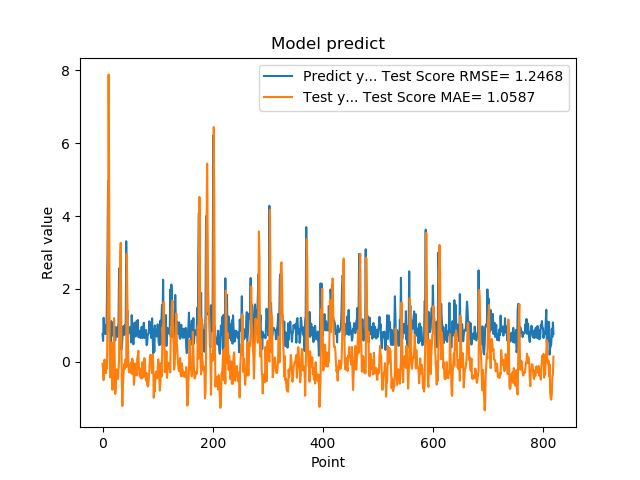 Model predict
Predict y... Test Score RMSE= 1.2468
Test y... Test Score MAE= 1.0587
Real value
8
6
4
2
0
0 200 400 600 800
Point